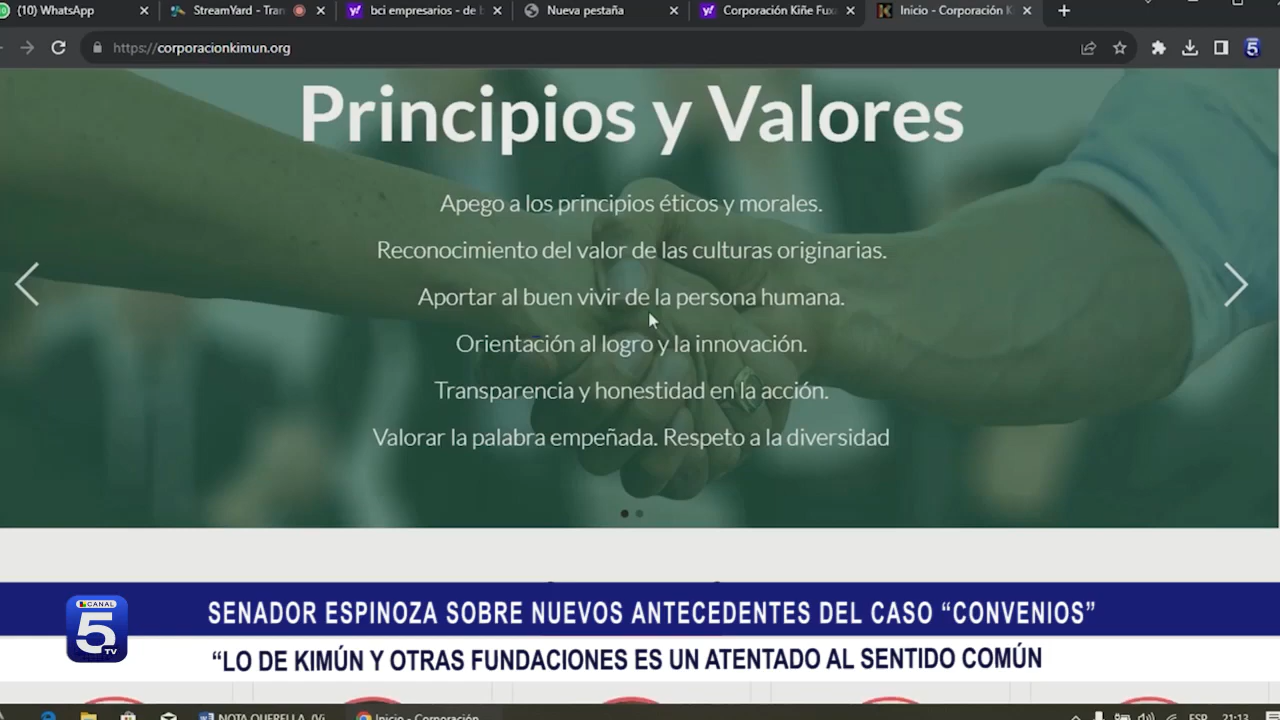 (10) WhatsApp
StreamYard - Tran
bci empresarios - de b
Nueva pestaña
Corporación Kiñe Fux
Inicio - Corporación K
https://corporacionkimun.org
Principios y Valores
Apego a los principios éticos y morales.
Reconocimiento del valor de las culturas originarias.
Aportar al buen vivir de la persona humana.
Orientación al logro y la innovación.
Transparencia y honestidad en la acción.
Valorar la palabra empeñada. Respeto a la diversidad
CANAL
5
TV
SENADOR ESPINOZA SOBRE NUEVOS ANTECEDENTES DEL CASO “CONVENIOS”
“LO DE KIMÚN Y OTRAS FUNDACIONES ES UN ATENTADO AL SENTIDO COMÚN
NOTA QUERELLA
Inicio - Corporación
ESP
21:13